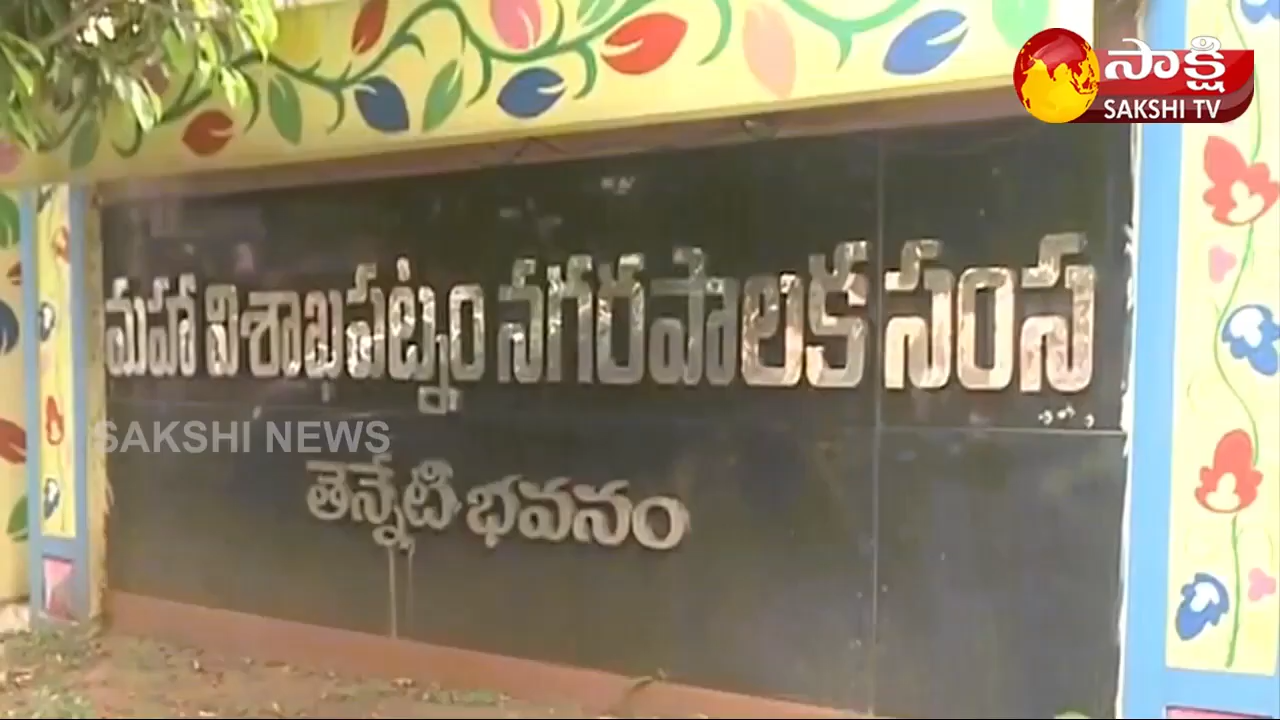 సాక్షి
SAKSHI TV
మహా విశాఖపట్నం నగరపాలక సంస్థ
SAKSHI NEWS
తెన్నేటి భవనం